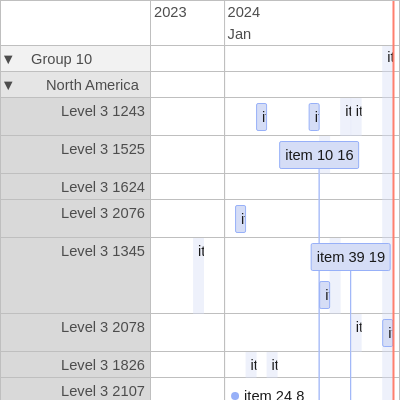 2023 2024
Jan
▼ Group 10 it
▼ North America
Level 3 1243 i i it it
Level 3 1525 item 10 16
Level 3 1624
Level 3 2076 i
Level 3 1345 it item 39 19
i
Level 3 2078 it i
Level 3 1826 it it
Level 3 2107 item 24 8